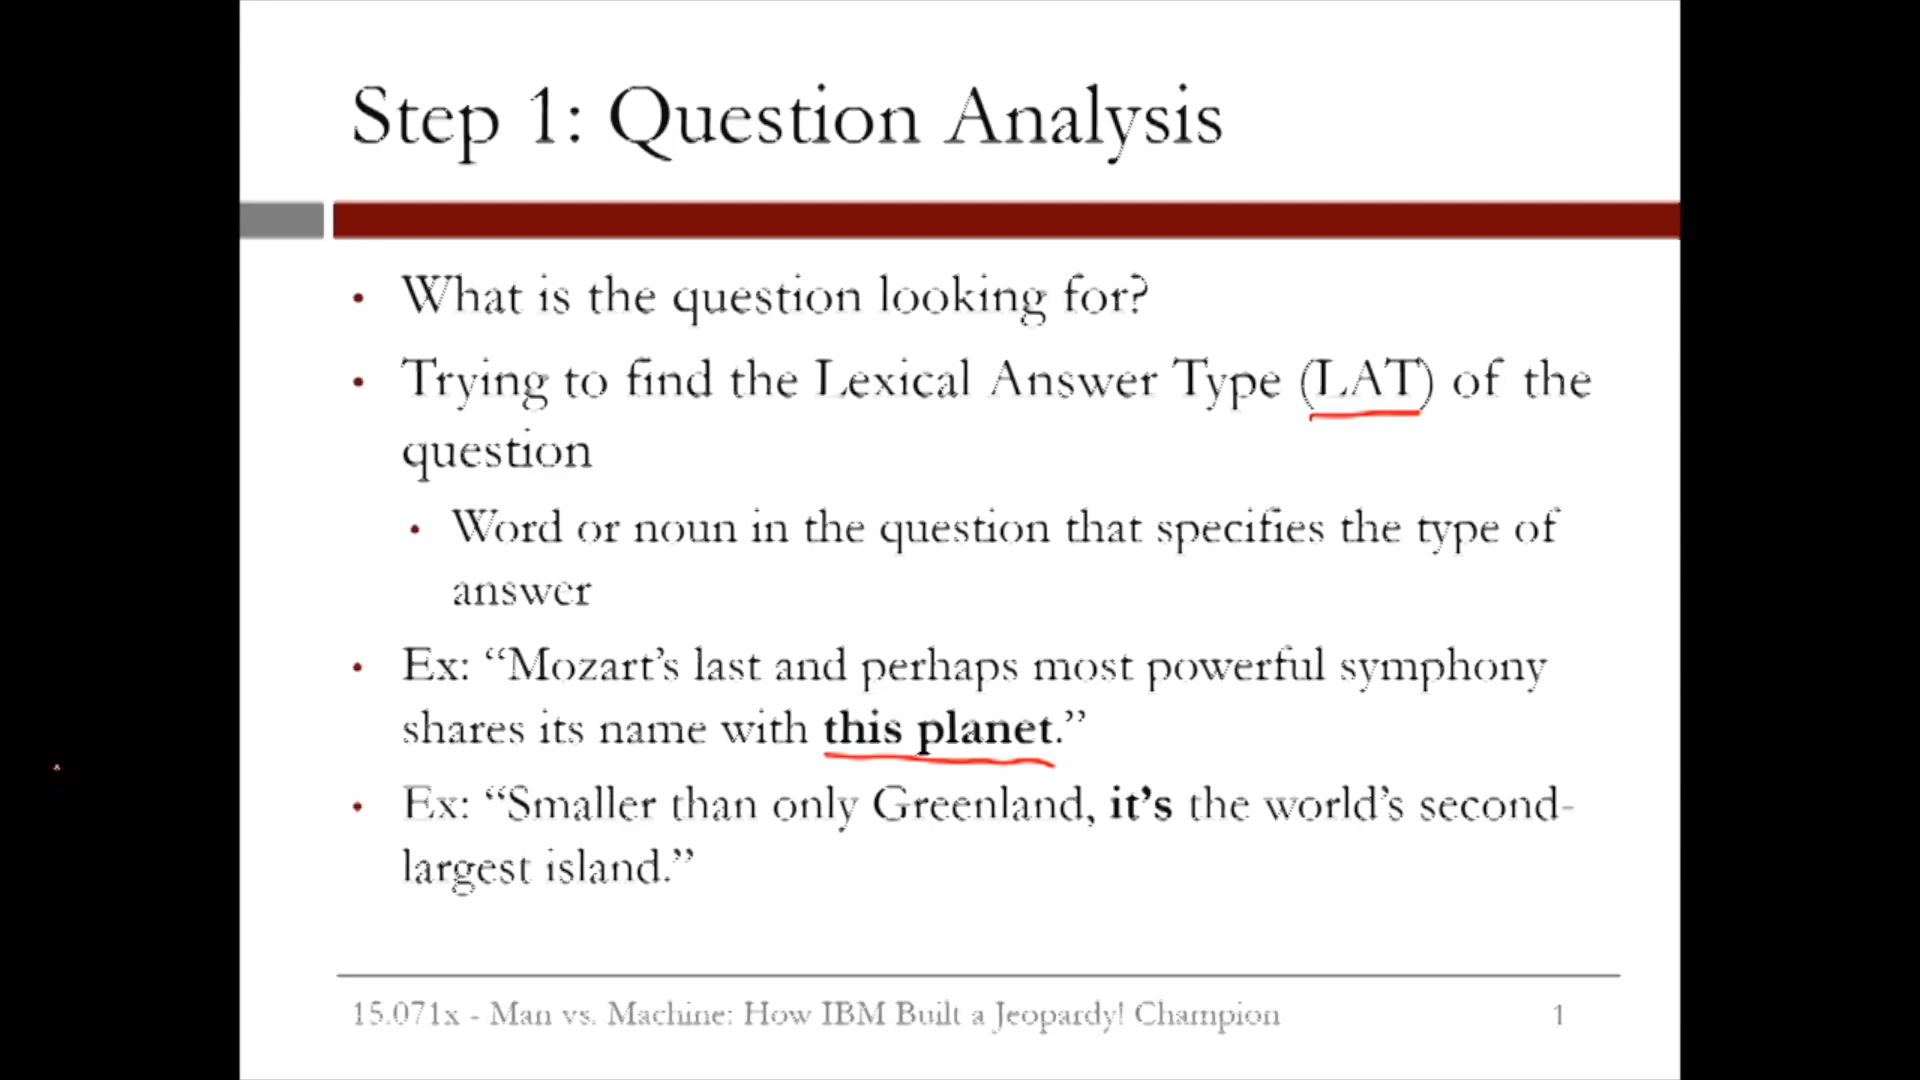 Step 1: Question Analysis
• What is the question looking for?
• Trying to find the Lexical Answer Type (LAT) of the
question
• Word or noun in the question that specifies the type of
answer
• Ex: “Mozart’s last and perhaps most powerful symphony
shares its name with this planet.”
• Ex: “Smaller than only Greenland, it’s the world’s second-
largest island.”
15.071x - Man vs. Machine: How IBM Built a Jeopardy! Champion 1